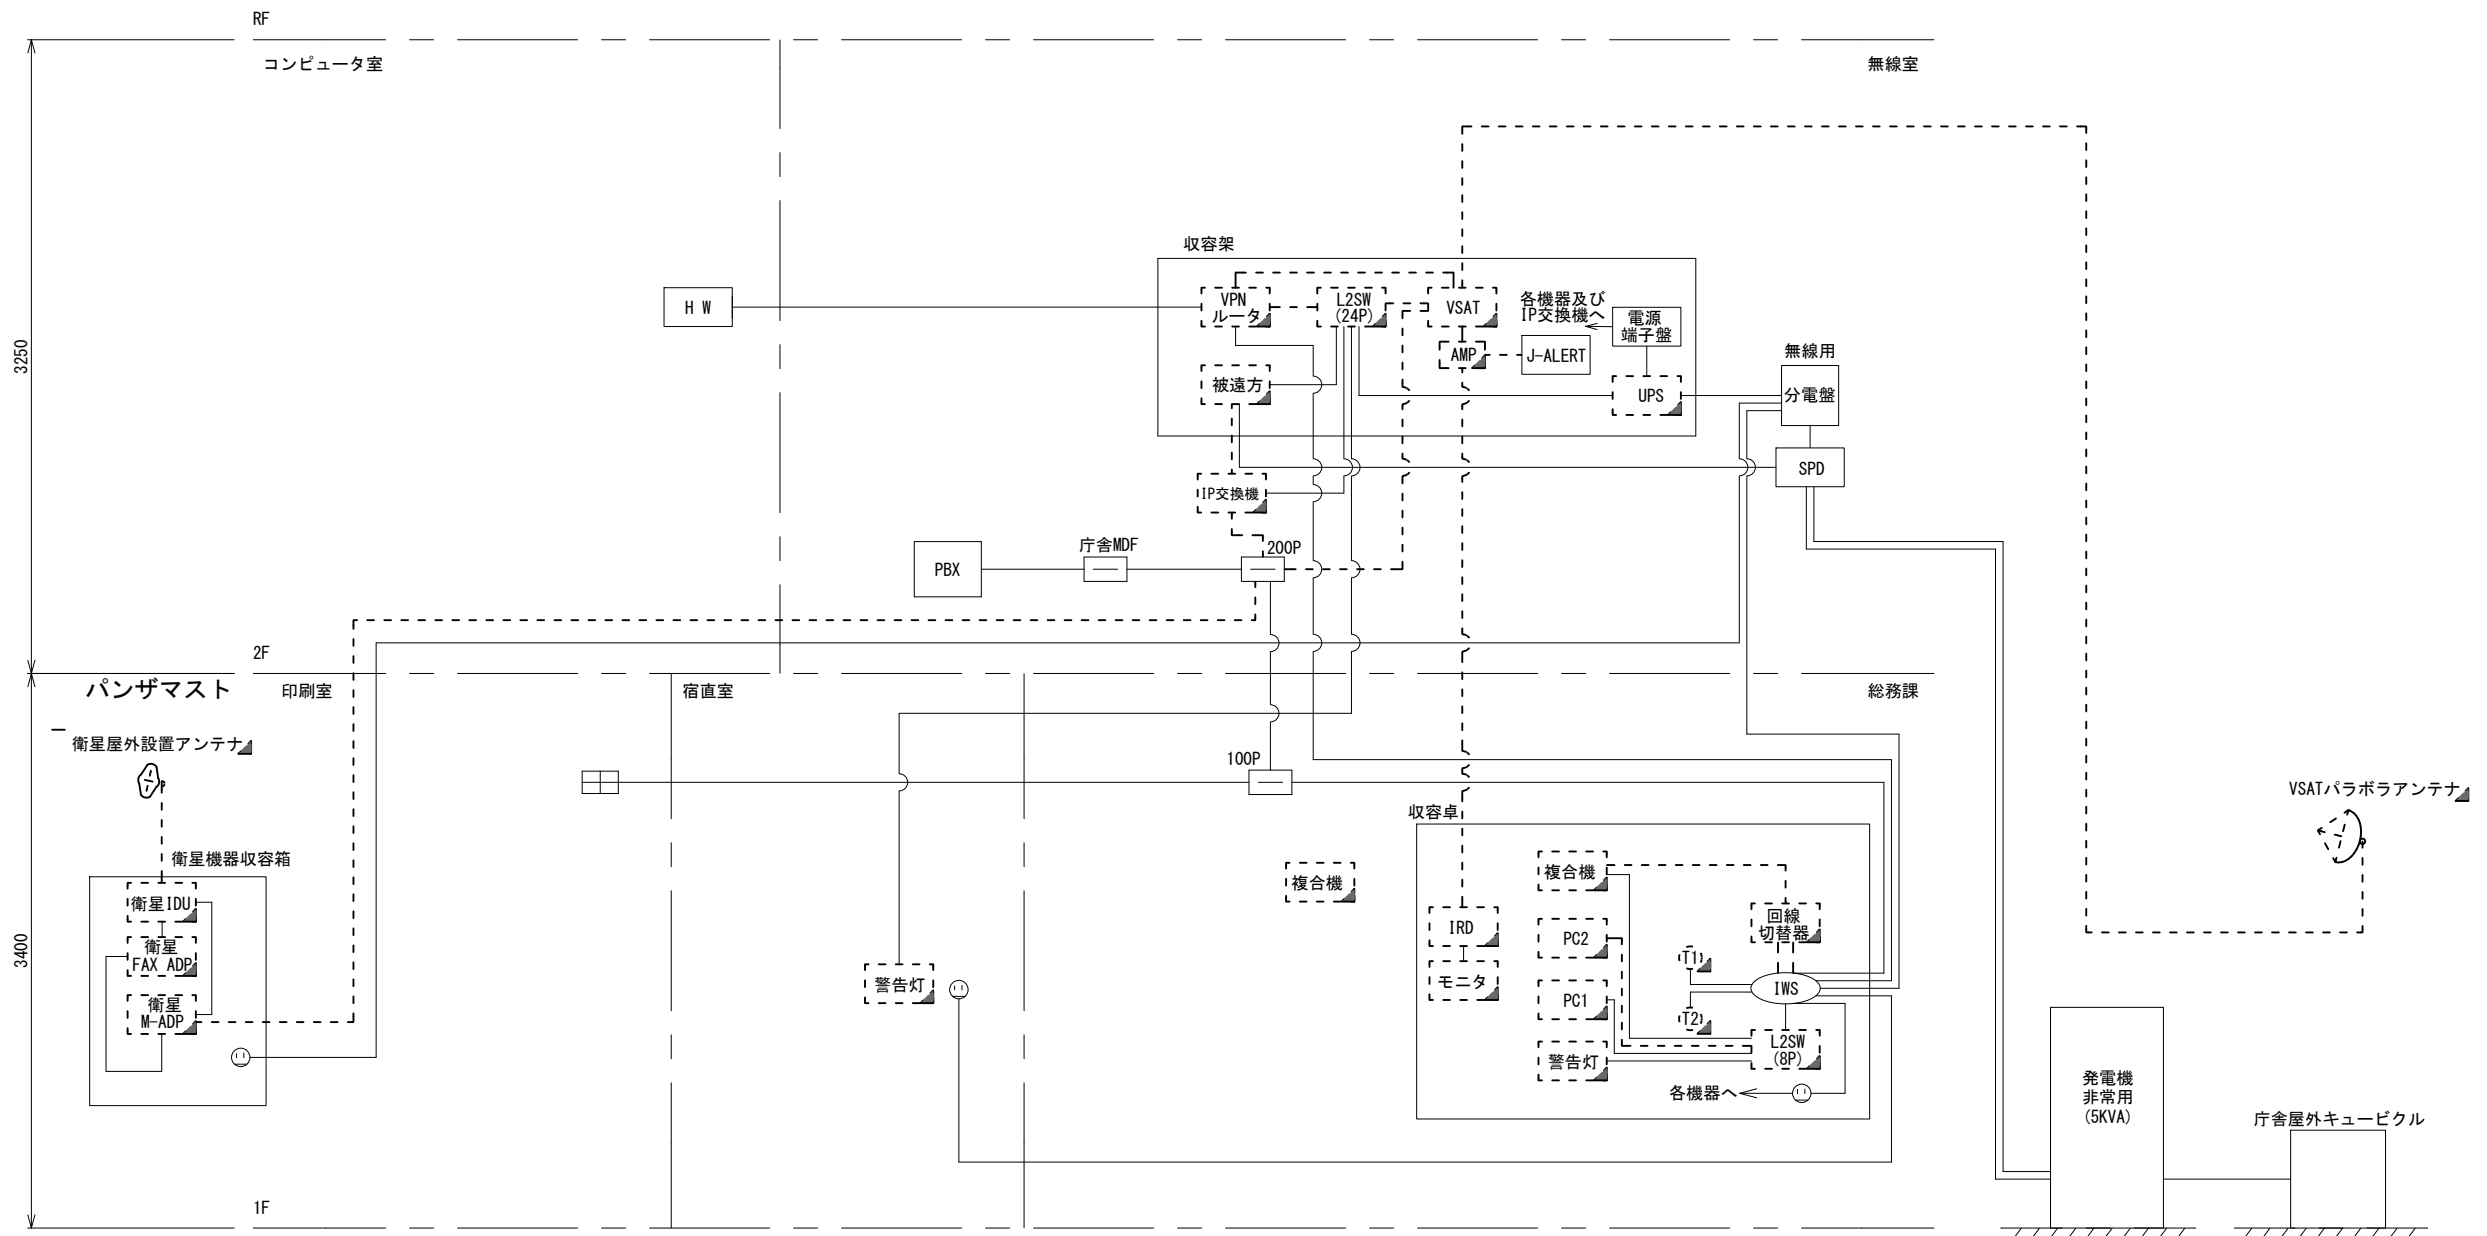 RF
コンピュータ室
無線室
収容架
H W
VPN
ルータ
L2SW
(24P)
VSAT
各機器及び
IP交換機へ
電源
端子盤
AMP
J-ALERT
無線用
3250
被遠方
UPS
分電盤
SPD
IP交換機
庁舎MDF
200P
PBX
2F
パンザマスト
印刷室
宿直室
総務課
衛星屋外設置アンテナ
100P
VSATパラボラアンテナ
収容卓
衛星機器収容箱
複合機
複合機
衛星IDU
回線
切替器
IRD
PC2
3400
衛星
FAX ADP
T1
モニタ
警告灯
IWS
PC1
衛星
M-ADP
T2
L2SW
(8P)
警告灯
各機器へ
発電機
非常用
(5KVA)
庁舎屋外キュービクル
1F